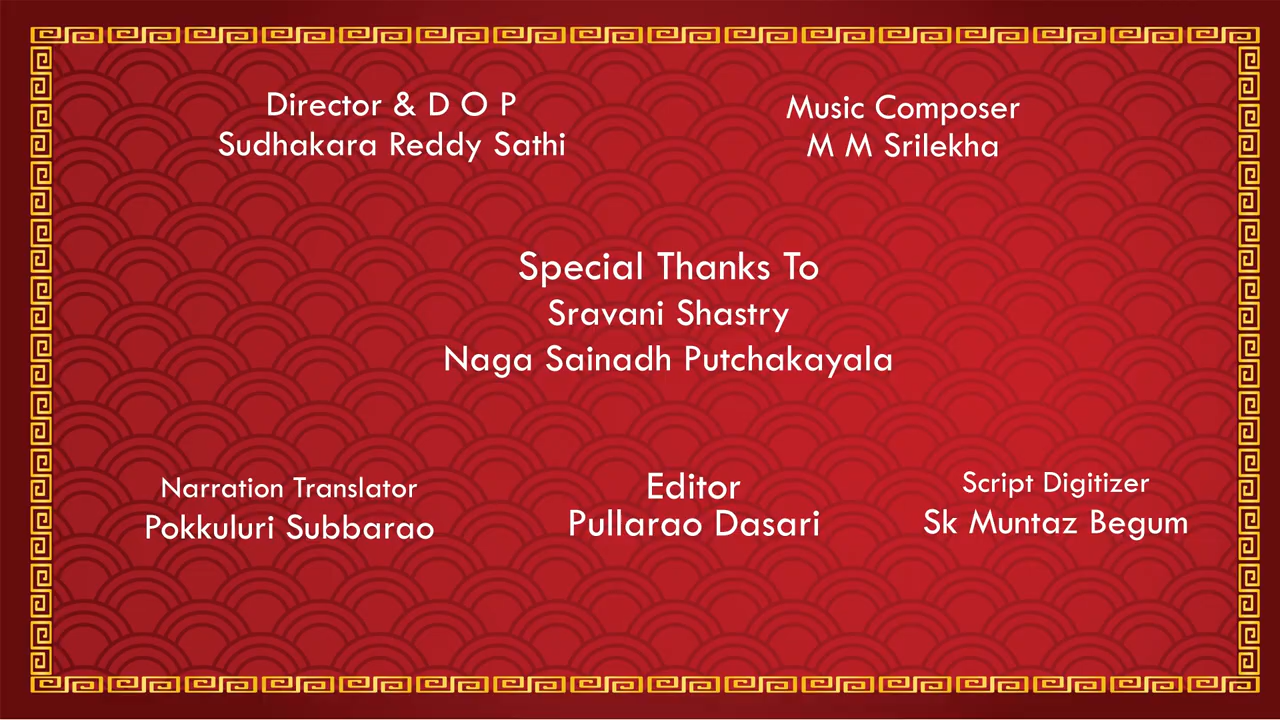 Director & D O P
Sudhakara Reddy Sathi
Music Composer
M M Srilekha
Special Thanks To
Sravani Shastry
Naga Sainadh Putchakayala
Narration Translator
Pokkuluri Subbarao
Editor
Pullarao Dasari
Script Digitizer
Sk Muntaz Begum